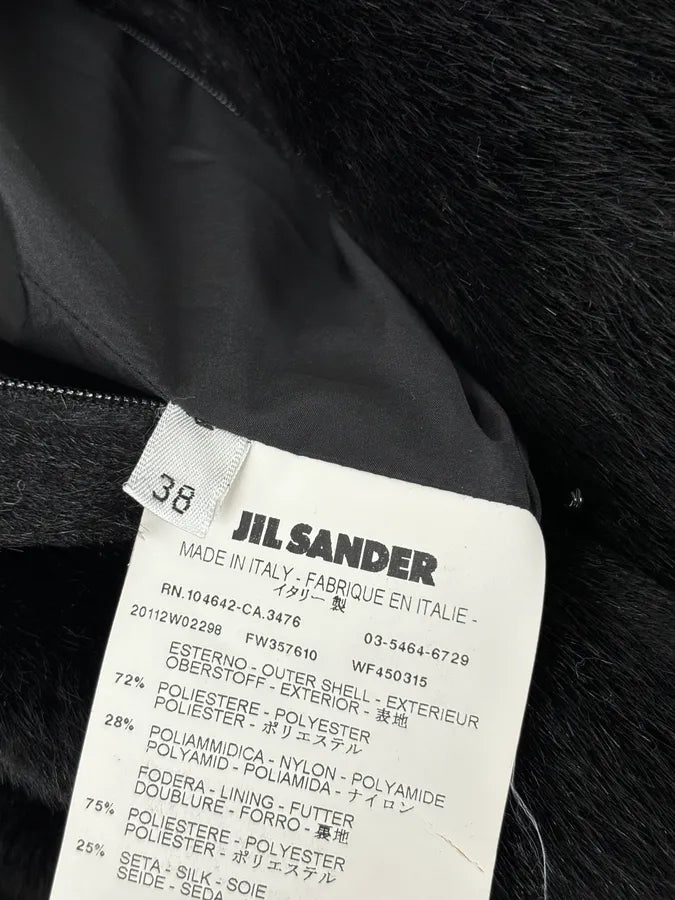 38
JIL SANDER
MADE IN ITALY - FABRIQUE EN ITALIE -
イタリー 製
RN.104642-CA.3476 03-5464-6729
20112W02298 FW357610 WF450315
ESTERNO - OUTER SHELL - EXTERIEUR
OBERSTOFF - EXTERIOR - 表地
72% POLIESTERE - POLYESTER
POLIESTER - ポリエステル
28% POLIAMMIDICA - NYLON - POLYAMIDE
POLYAMID - POLIAMIDA - ナイロン
FODERA - LINING - FUTTER
DOUBLURE - FORRO - 裏地
75% POLIESTERE - POLYESTER
POLIESTER - ポリエステル
25% SETA - SILK - SOIE
SEIDE - SEDA